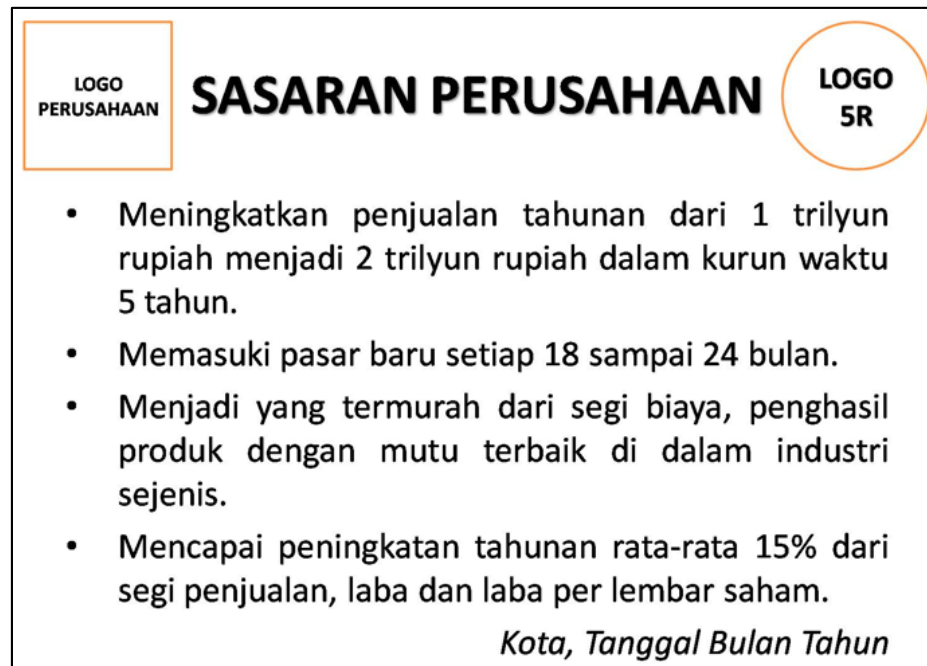 LOGO
PERUSAHAAN
SASARAN PERUSAHAAN
LOGO
5R
• Meningkatkan penjualan tahunan dari 1 trilyun
rupiah menjadi 2 trilyun rupiah dalam kurun waktu
5 tahun.
• Memasuki pasar baru setiap 18 sampai 24 bulan.
• Menjadi yang termurah dari segi biaya, penghasil
produk dengan mutu terbaik di dalam industri
sejenis.
• Mencapai peningkatan tahunan rata-rata 15% dari
segi penjualan, laba dan laba per lembar saham.
Kota, Tanggal Bulan Tahun